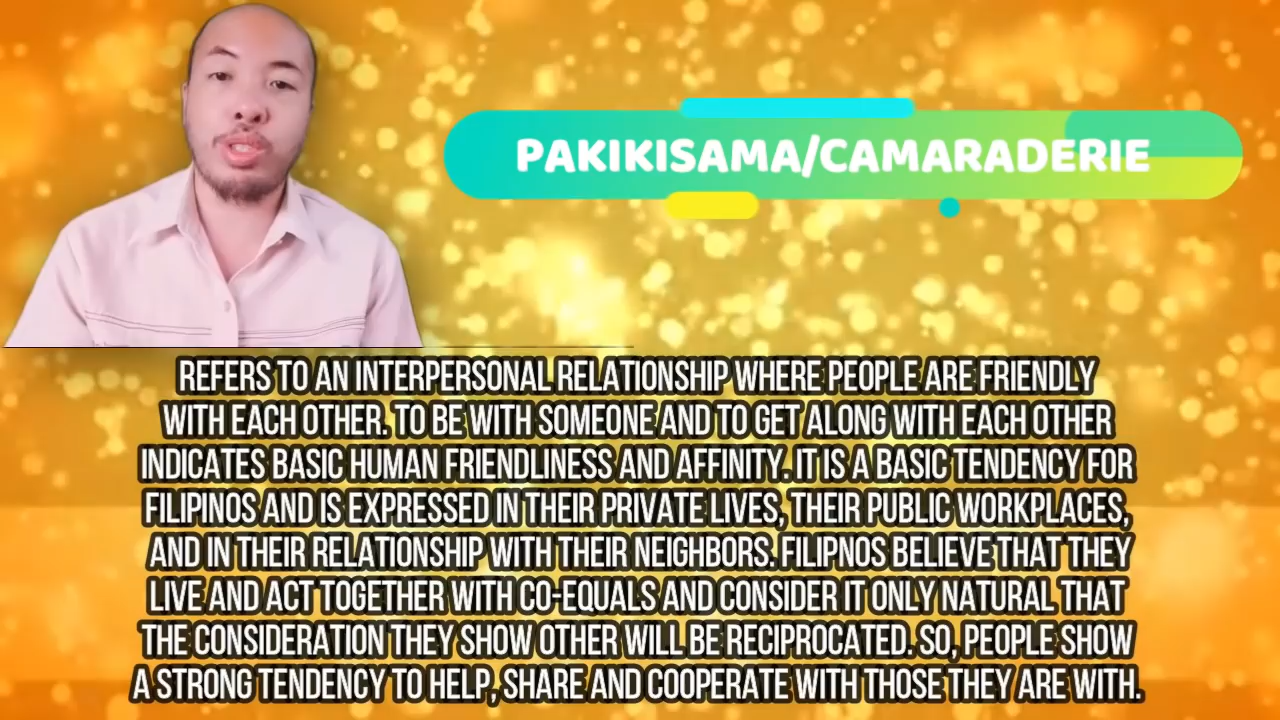 PAKIKISAMA/CAMARADERIE
REFERS TO AN INTERPERSONAL RELATIONSHIP WHERE PEOPLE ARE FRIENDLY
WITH EACH OTHER. TO BE WITH SOMEONE AND TO GET ALONG WITH EACH OTHER
INDICATES BASIC HUMAN FRIENDLINESS AND AFFINITY. IT IS A BASIC TENDENCY FOR
FILIPINOS AND IS EXPRESSED IN THEIR PRIVATE LIVES, THEIR PUBLIC WORKPLACES,
AND IN THEIR RELATIONSHIP WITH THEIR NEIGHBORS. FILIPNOS BELIEVE THAT THEY
LIVE AND ACT TOGETHER WITH CO-EQUALS AND CONSIDER IT ONLY NATURAL THAT
THE CONSIDERATION THEY SHOW OTHER WILL BE RECIPROCATED. SO, PEOPLE SHOW
A STRONG TENDENCY TO HELP, SHARE AND COOPERATE WITH THOSE THEY ARE WITH.